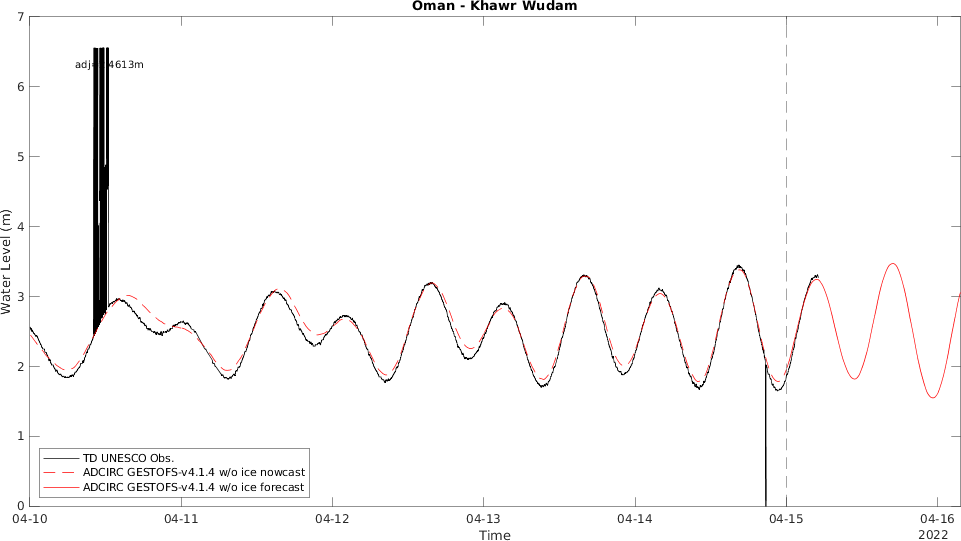 Oman - Khawr Wudam
7
6
5
4
3
2
1
0
Water Level (m)
4613m
TD UNESCO Obs.
ADCIRC GESTOFS-v4.1.4 w/o ice nowcast
ADCIRC GESTOFS-v4.1.4 w/o ice forecast
04-10 04-11 04-12 04-13 04-14 04-15 04-16
Time 2022